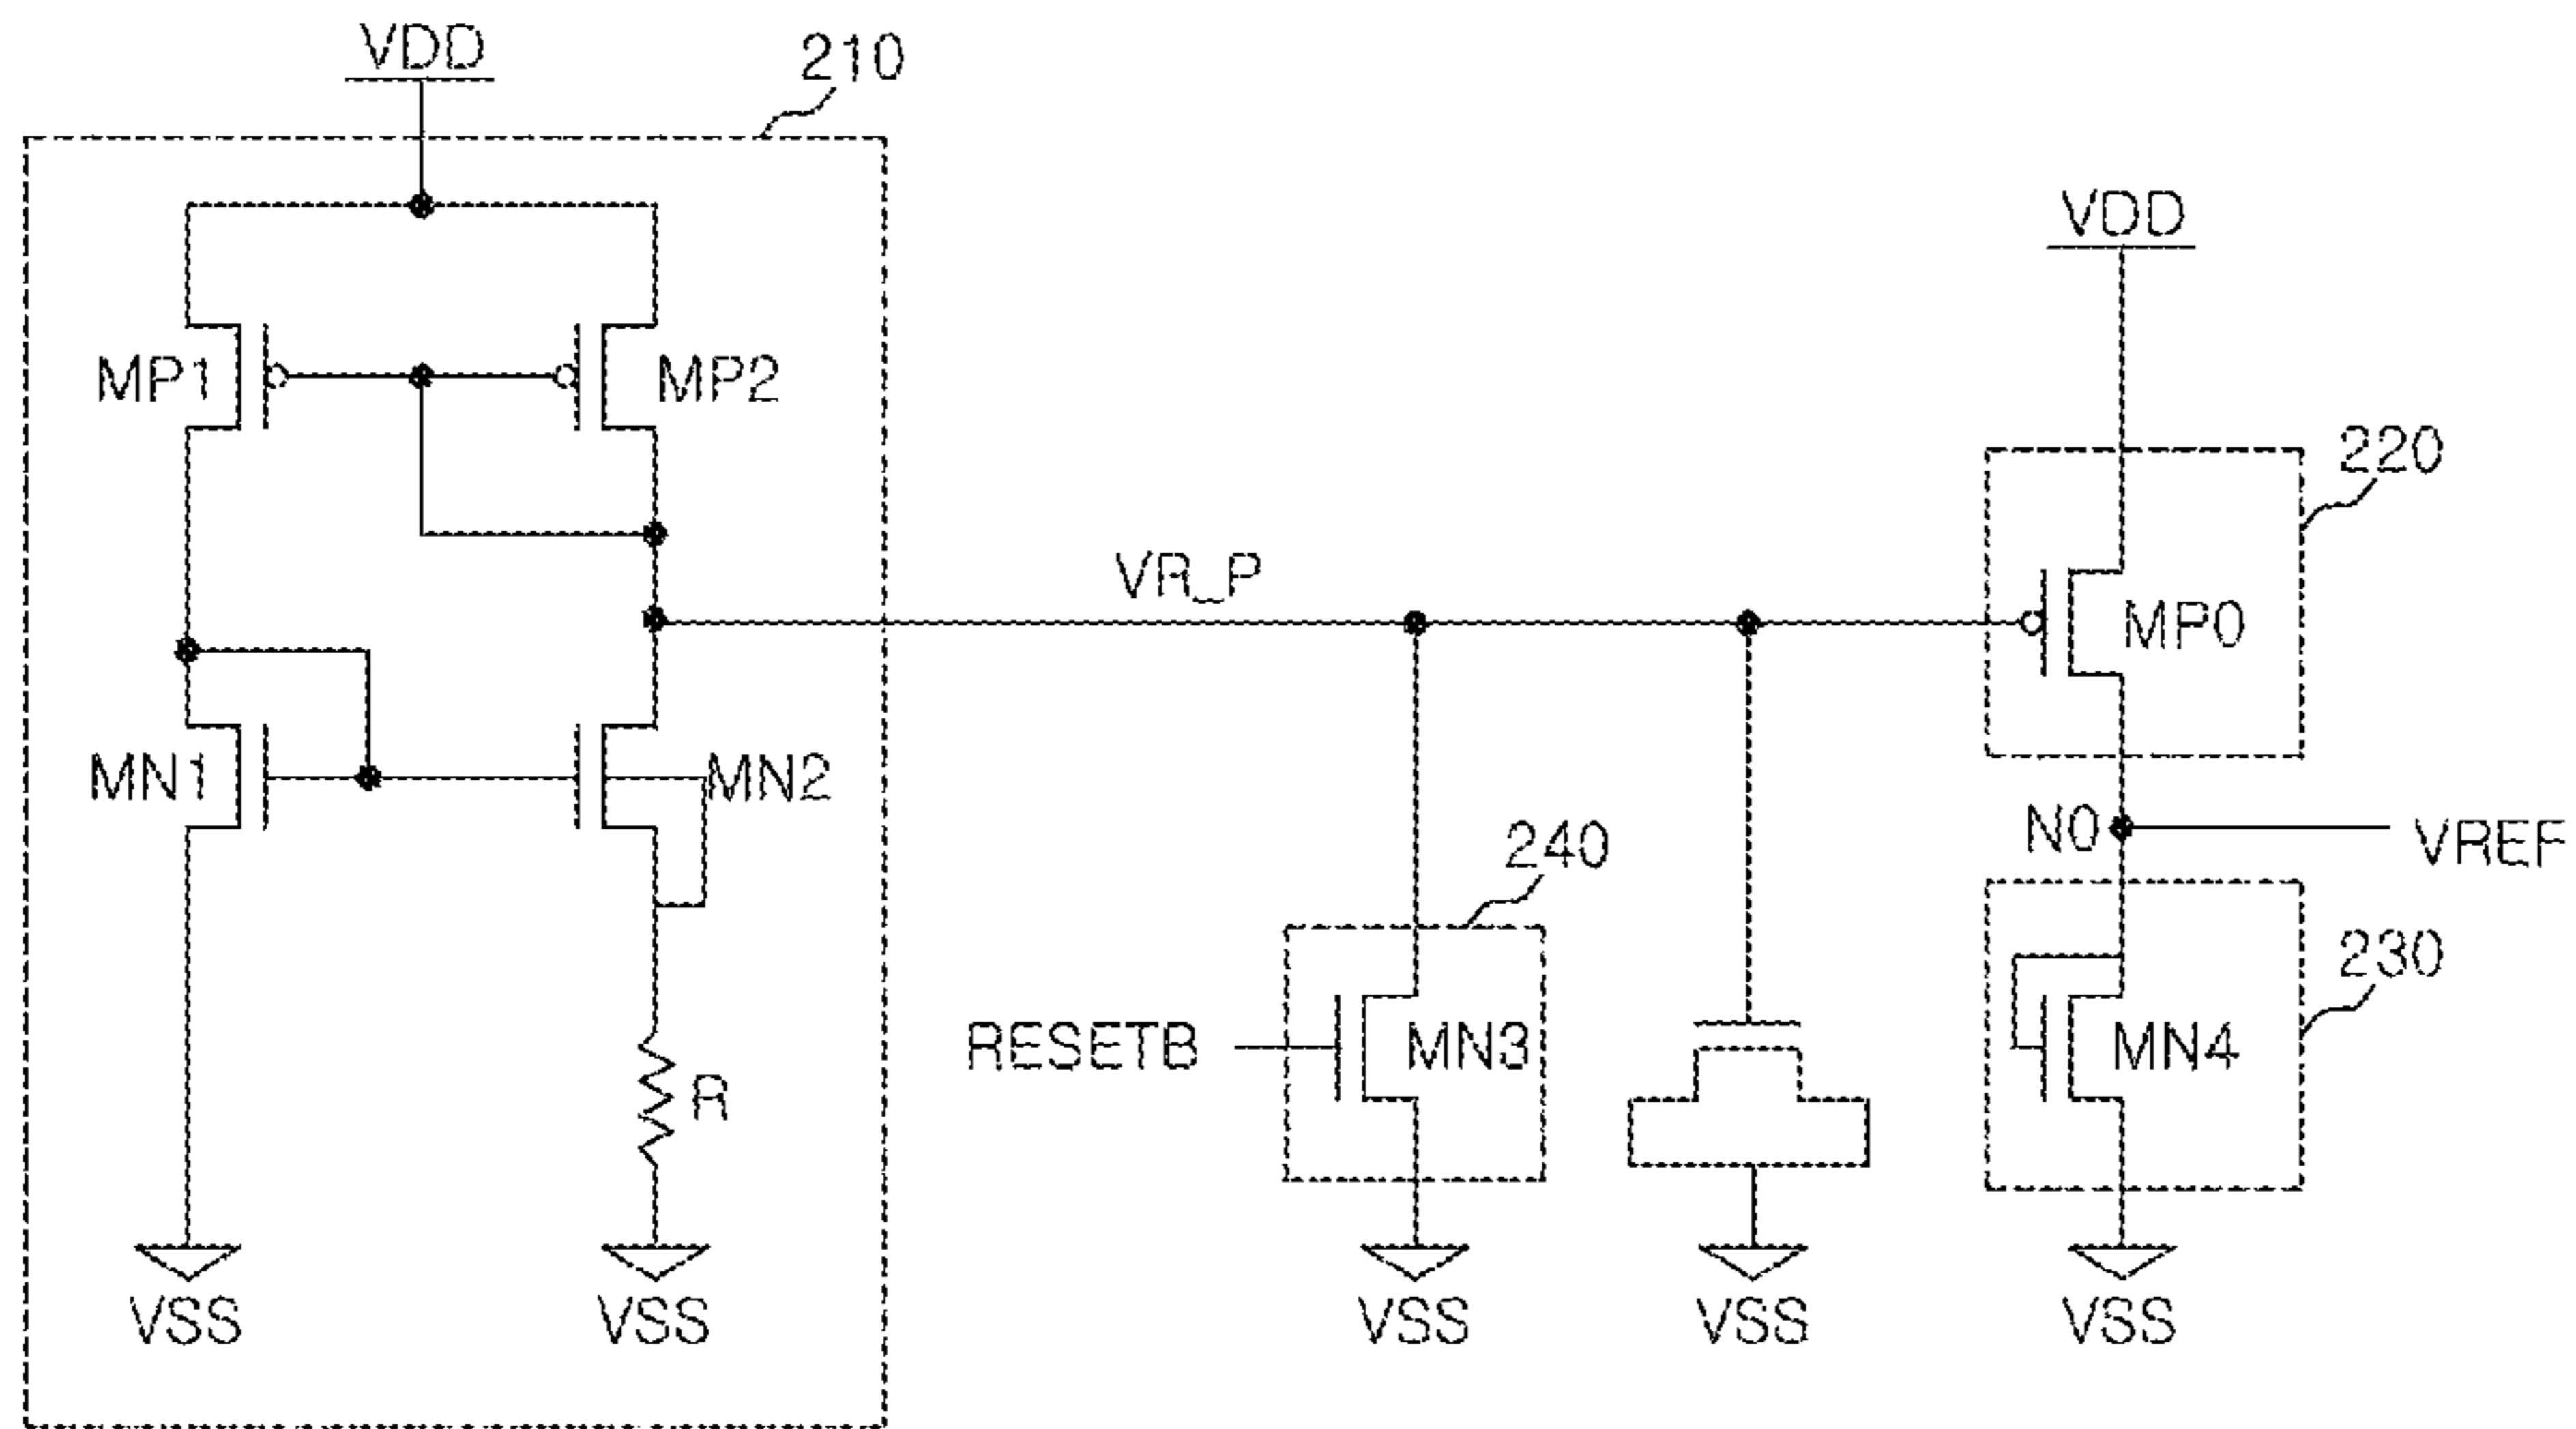 VDD
210
VDD
MP1
MP2
220
VR_P
MP0
MN1
MN2
N0
VREF
240
230
RESETB
MN3
MN4
R
VSS
VSS
VSS
VSS
VSS